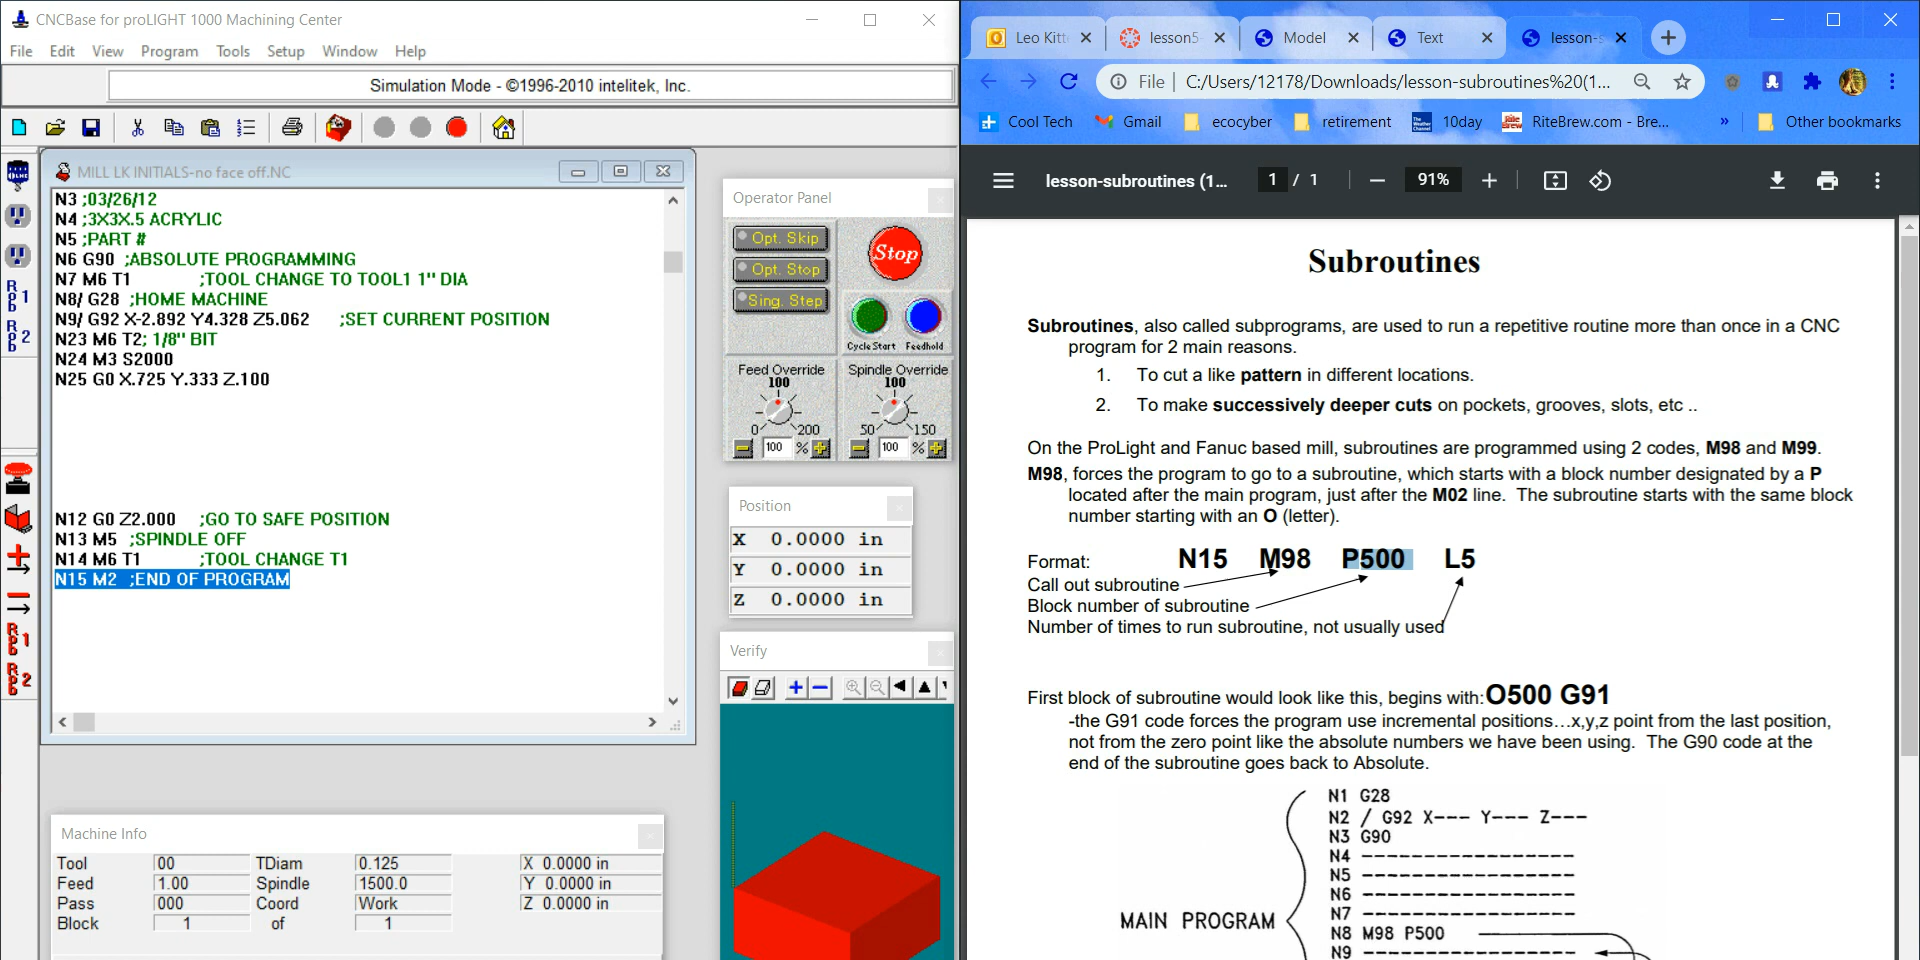 CNCBase for proLIGHT 1000 Machining Center
File Edit View Program Tools Setup Window Help
Simulation Mode - ©1996-2010 intelitek, Inc.
MILL LK INITIALS-no face off.NC
N3 ;03/26/12
N4 ;3X3X.5 ACRYLIC
N5 ;PART #
N6 G90 ;ABSOLUTE PROGRAMMING
N7 M6 T1 ;TOOL CHANGE TO TOOL1 1" DIA
N8/ G28 ;HOME MACHINE
N9/ G92 X-2.892 Y4.328 Z5.062 ;SET CURRENT POSITION
N23 M6 T2; 1/8" BIT
N24 M3 S2000
N25 G0 X.725 Y.333 Z.100
N12 G0 Z2.000 ;GO TO SAFE POSITION
N13 M5 ;SPINDLE OFF
N14 M6 T1 ;TOOL CHANGE T1
N15 M2 ;END OF PROGRAM
Rob 1
Rob 2
Rob 1
Rob 2
Operator Panel
Opt. Skip
Opt. Stop
Sing. Step
Stop
Cycle Start Feedhold
Feed Override
100
0 200
100 %
Spindle Override
100
50 150
100 %
Position
X 0.0000 in
Y 0.0000 in
Z 0.0000 in
Verify
Machine Info
Tool 00 TDiam 0.125 X 0.0000 in
Feed 1.00 Spindle 1500.0 Y 0.0000 in
Pass 000 Coord Work Z 0.0000 in
Block 1 of 1
Leo Kitt lesson5- Model Text lesson-s
File C:/Users/12178/Downloads/lesson-subroutines%20(1...
Cool Tech Gmail ecocyber retirement 10day RiteBrew.com - Bre... » Other bookmarks
lesson-subroutines (1... 1 / 1 91%
Subroutines
Subroutines, also called subprograms, are used to run a repetitive routine more than once in a CNC
program for 2 main reasons.
1. To cut a like pattern in different locations.
2. To make successively deeper cuts on pockets, grooves, slots, etc ..
On the ProLight and Fanuc based mill, subroutines are programmed using 2 codes, M98 and M99.
M98, forces the program to go to a subroutine, which starts with a block number designated by a P
located after the main program, just after the M02 line. The subroutine starts with the same block
number starting with an O (letter).
Format: N15 M98 P500 L5
Call out subroutine
Block number of subroutine
Number of times to run subroutine, not usually used
First block of subroutine would look like this, begins with:O500 G91
-the G91 code forces the program use incremental positions…x,y,z point from the last position,
not from the zero point like the absolute numbers we have been using. The G90 code at the
end of the subroutine goes back to Absolute.
N1 G28
N2 / G92 X--- Y--- Z---
N3 G90
N4 ------------------
N5 ------------------
N6 ------------------
N7 ------------------
MAIN PROGRAM
N8 M98 P500
N9 ------------------